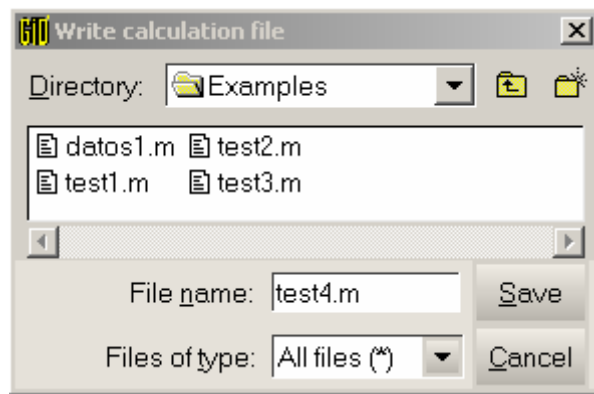 Write calculation file
Directory: Examples
datos1.m test2.m
test1.m test3.m
File name: test4.m Save
Files of type: All files (*) Cancel